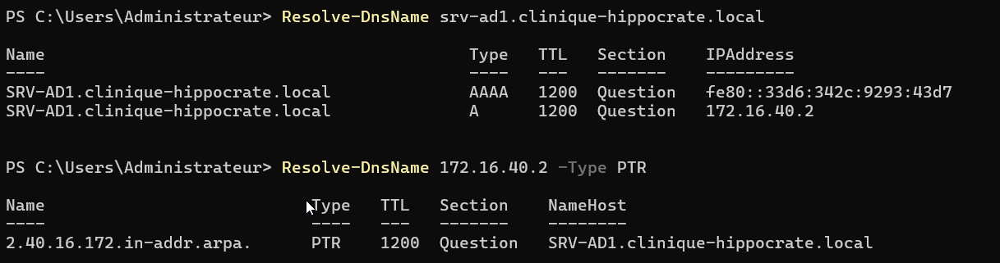 PS C:\Users\Administrateur> Resolve-DnsName srv-ad1.clinique-hippocrate.local
Name Type TTL Section IPAddress
---- ---- --- ------- ---------
SRV-AD1.clinique-hippocrate.local AAAA 1200 Question fe80::33d6:342c:9293:43d7
SRV-AD1.clinique-hippocrate.local A 1200 Question 172.16.40.2
PS C:\Users\Administrateur> Resolve-DnsName 172.16.40.2 -Type PTR
Name Type TTL Section NameHost
---- ---- --- ------- --------
2.40.16.172.in-addr.arpa. PTR 1200 Question SRV-AD1.clinique-hippocrate.local